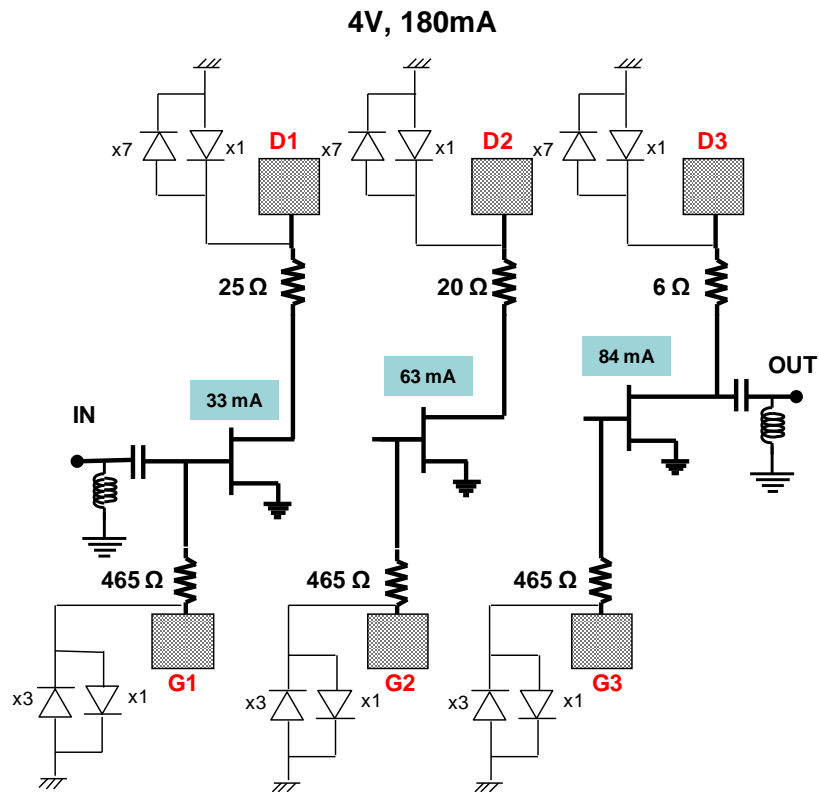 4V, 180mA
D1
D2
D3
x7
x1
x7
x1
x7
x1
25 Ω
20 Ω
6 Ω
33 mA
63 mA
84 mA
IN
OUT
465 Ω
465 Ω
465 Ω
G1
G2
G3
x3
x1
x3
x1
x3
x1